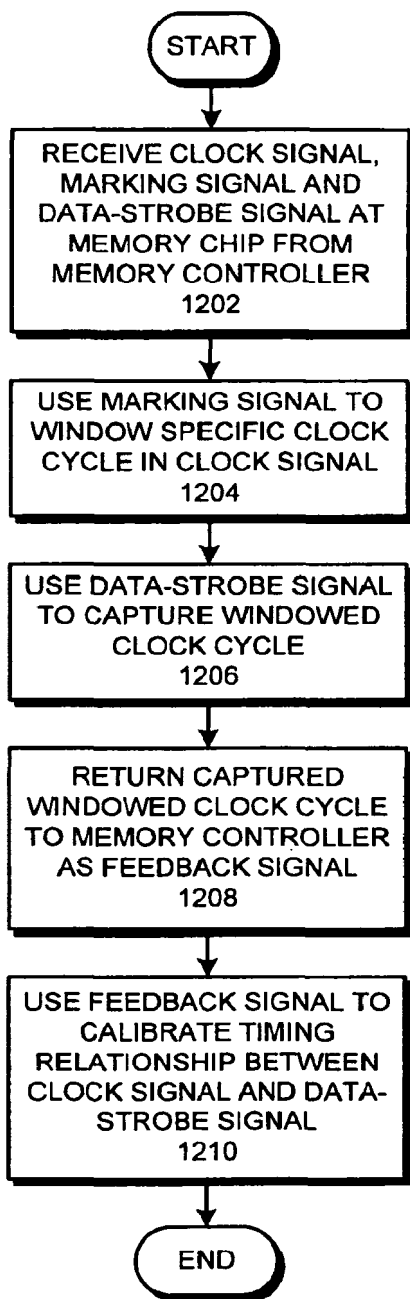 START
RECEIVE CLOCK SIGNAL,
MARKING SIGNAL AND
DATA-STROBE SIGNAL AT
MEMORY CHIP FROM
MEMORY CONTROLLER
1202
USE MARKING SIGNAL TO
WINDOW SPECIFIC CLOCK
CYCLE IN CLOCK SIGNAL
1204
USE DATA-STROBE SIGNAL
TO CAPTURE WINDOWED
CLOCK CYCLE
1206
RETURN CAPTURED
WINDOWED CLOCK CYCLE
TO MEMORY CONTROLLER
AS FEEDBACK SIGNAL
1208
USE FEEDBACK SIGNAL TO
CALIBRATE TIMING
RELATIONSHIP BETWEEN
CLOCK SIGNAL AND DATA-
STROBE SIGNAL
1210
END